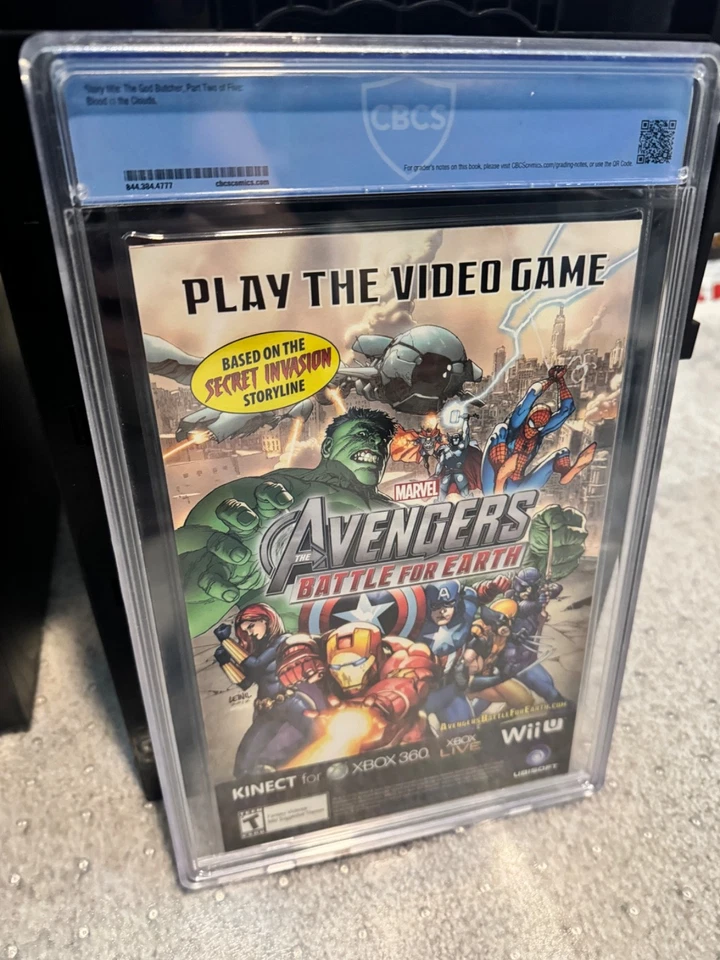 Story title: The God Butcher, Part Two of Five:
Blood in the Clouds.
CBCS
For grader's notes on this book, please visit CBCScomics.com/grading-notes, or use the QR Code.
844.384.4777
cbcscomics.com
PLAY THE VIDEO GAME
BASED ON THE
SECRET INVASION
STORYLINE
MARVEL
THE AVENGERS
BATTLE FOR EARTH
A
AVENGERSBATTLEFOREARTH.COM
KINECT for XBOX 360.
XBOX
LIVE
Wii U
UBISOFT
TEEN
T